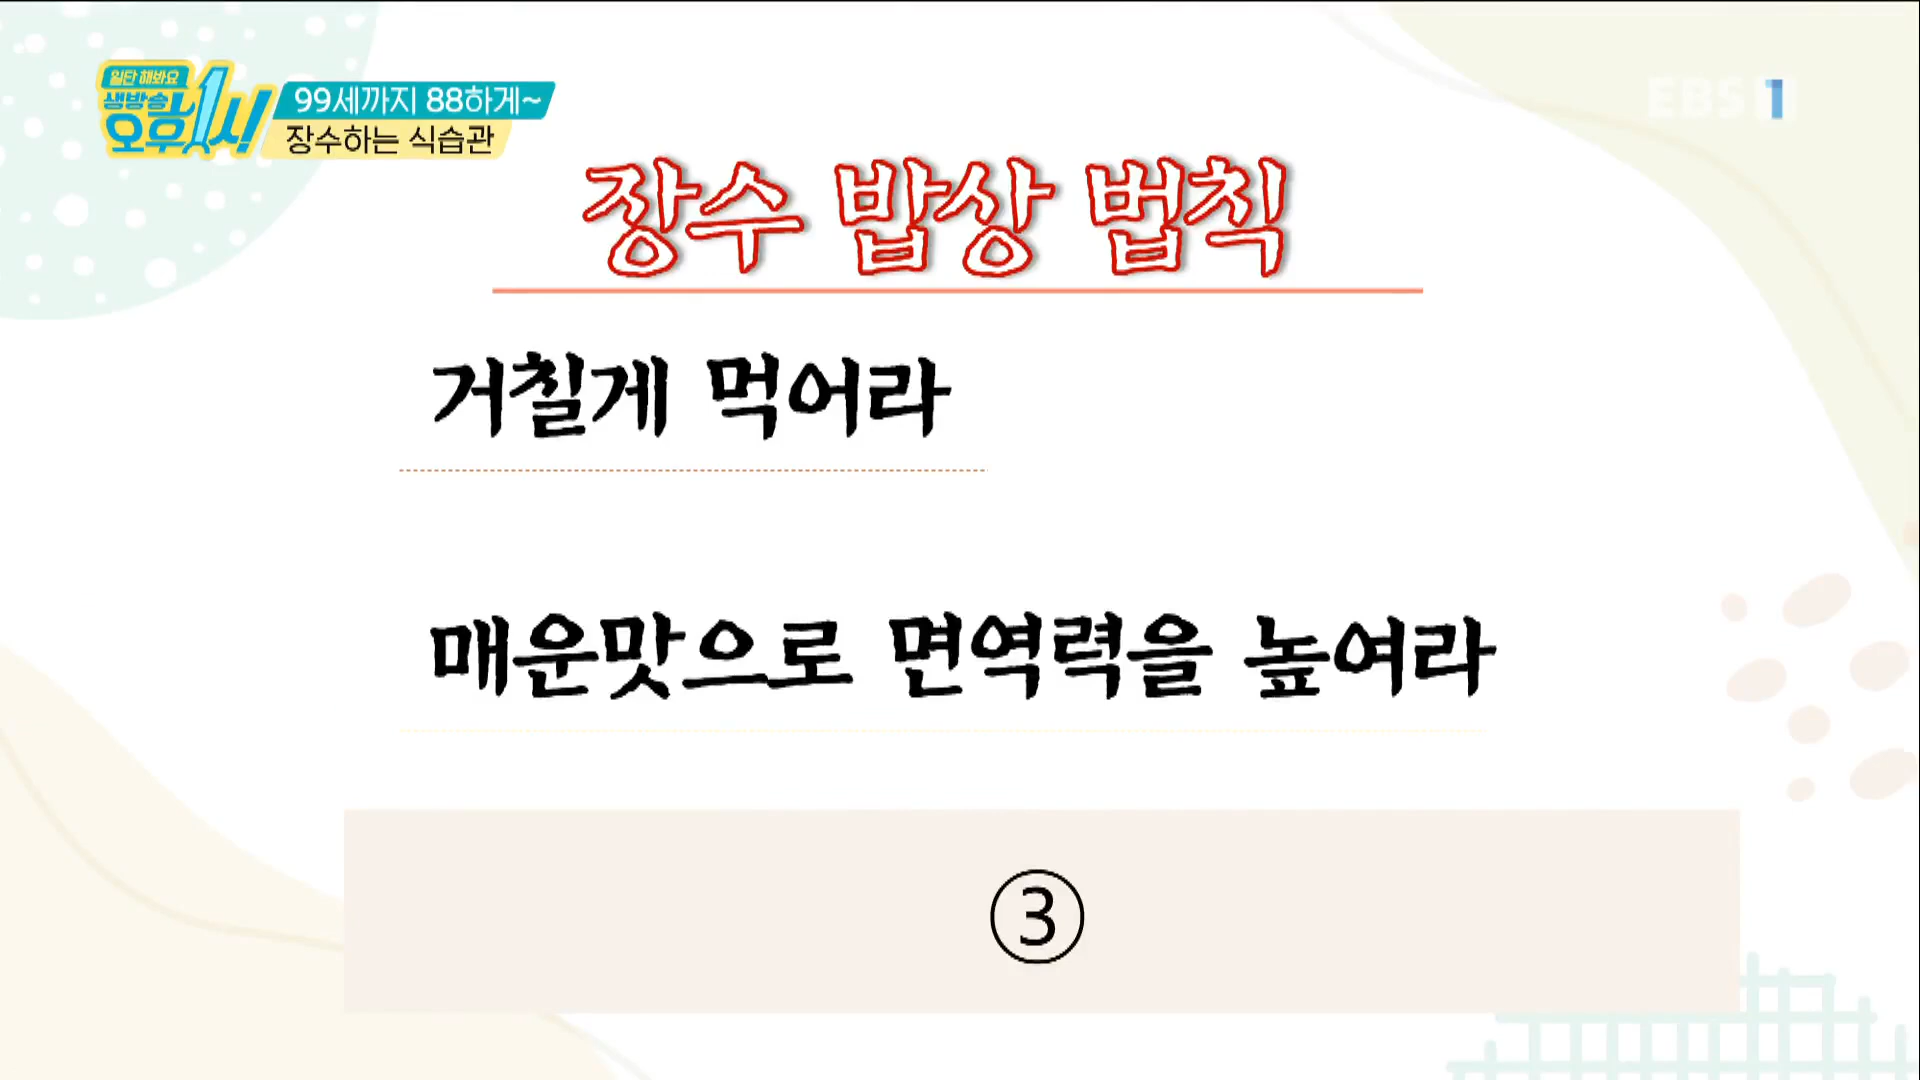 일단 해봐요
생방송
오후1시!
99세까지 88하게~
장수하는 식습관
EBS 1
장수 밥상 법칙
거칠게 먹어라
매운맛으로 면역력을 높여라
③